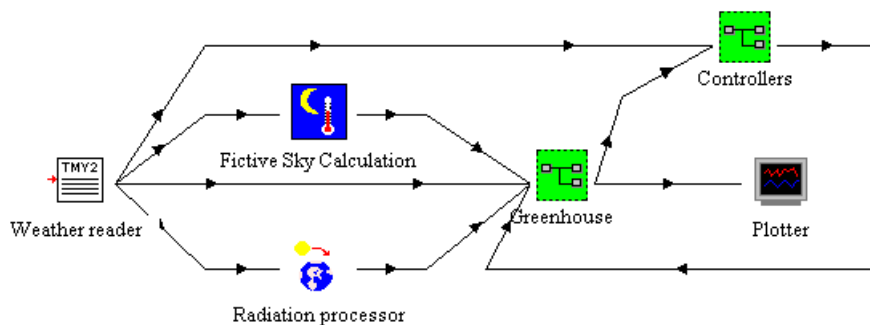 Controllers
Fictive Sky Calculation
TMY2
Weather reader
Greenhouse
Plotter
Radiation processor